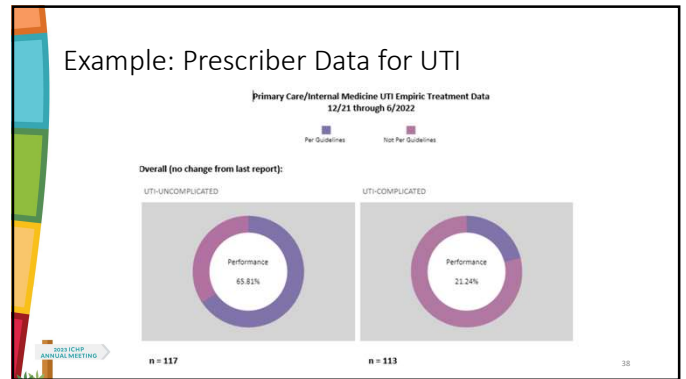 Example: Prescriber Data for UTI
Primary Care/Internal Medicine UTI Empiric Treatment Data
12/21 through 6/2022
Per Guidelines
Not Per Guidelines
Overall (no change from last report):
UTI-UNCOMPLICATED
UTI-COMPLICATED
Performance
65.81%
Performance
21.24%
n = 117
n = 113
2023 ICHP
ANNUAL MEETING
38